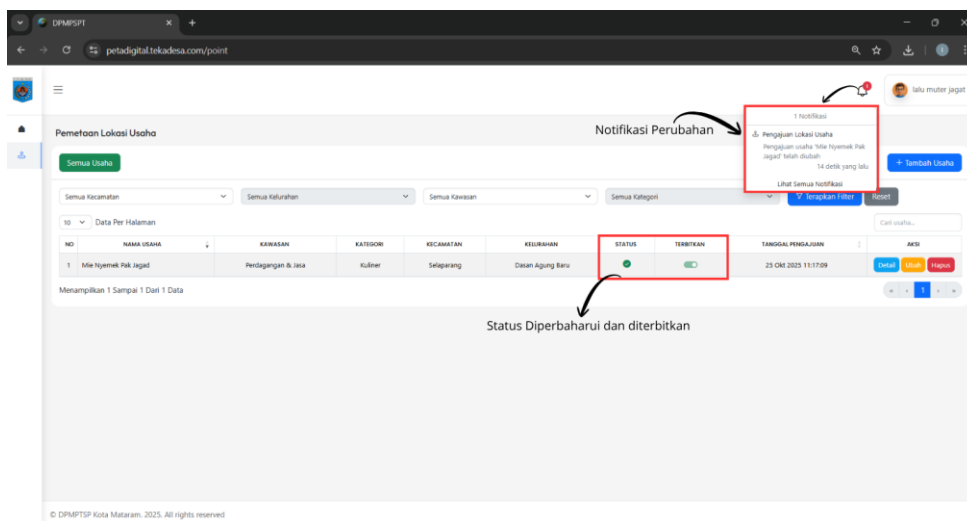 DPMPSPT
petadigital.tekadesa.com/point
lalu muter jagat
Notifikasi Perubahan
1 Notifikasi
Pengajuan Lokasi Usaha
Pengajuan usaha 'Mie Nyemek Pak
Jagad' telah diubah
14 detik yang lalu
Lihat Semua Notifikasi
Pemetaan Lokasi Usaha
Semua Usaha
+ Tambah Usaha
Semua Kecamatan
Semua Kelurahan
Semua Kawasan
Semua Kategori
Terapkan Filter
Reset
10 Data Per Halaman
Cari usaha...
NO NAMA USAHA KAWASAN KATEGORI KECAMATAN KELURAHAN STATUS TERBITKAN TANGGAL PENGAJUAN AKSI
1 Mie Nyemek Pak Jagad Perdagangan & Jasa Kuliner Selaparang Dasan Agung Baru 23 Okt 2025 11:17:09 Detail Ubah Hapus
Menampilkan 1 Sampai 1 Dari 1 Data
« ‹ 1 › »
Status Diperbaharui dan diterbitkan
© DPMPTSP Kota Mataram. 2025. All rights reserved